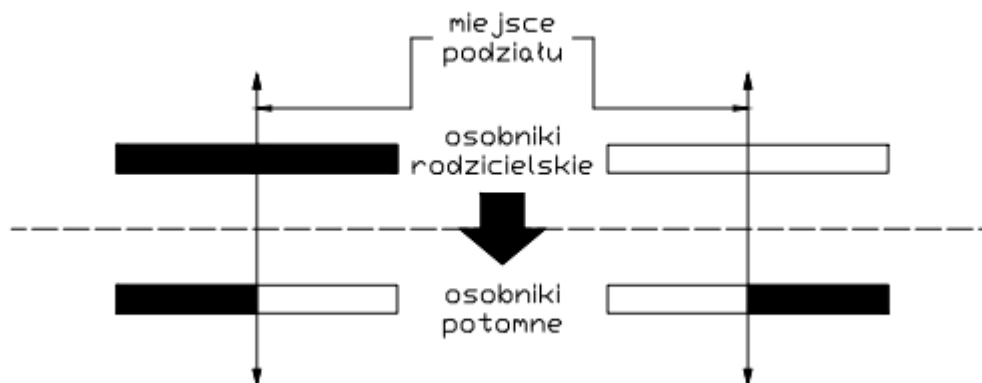 miejsce
podziału
osobniki
rodzicielskie
osobniki
potomne